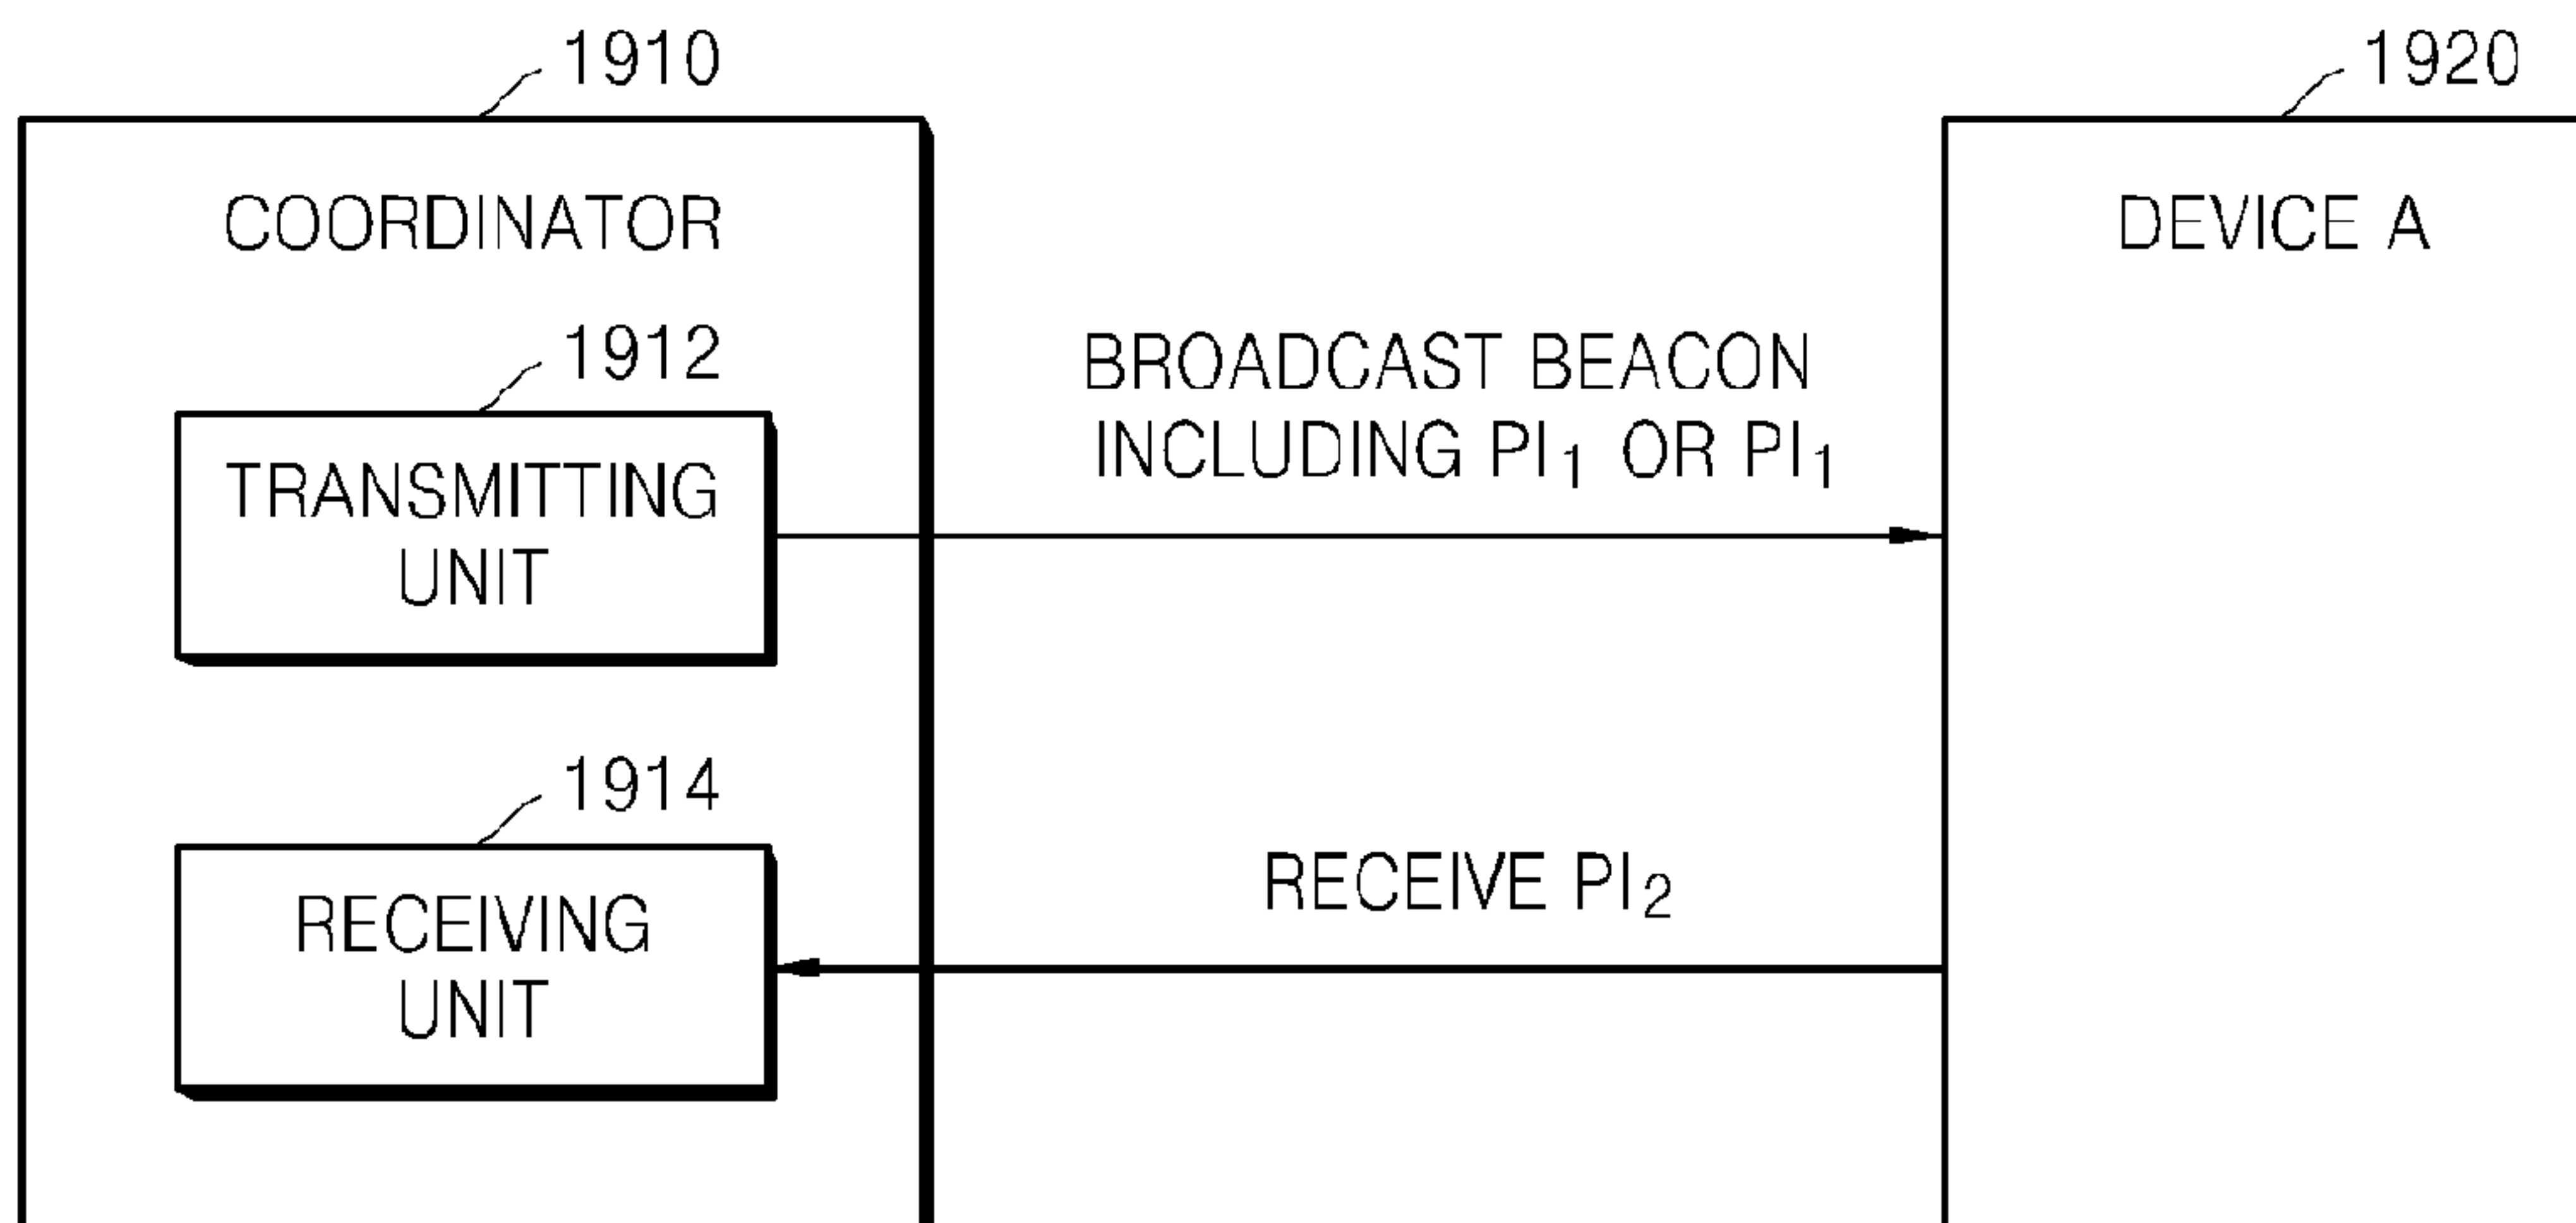 1910
1920
COORDINATOR
DEVICE A
1912
BROADCAST BEACON
INCLUDING PI₁ OR PI₁
TRANSMITTING
UNIT
1914
RECEIVE PI₂
RECEIVING
UNIT